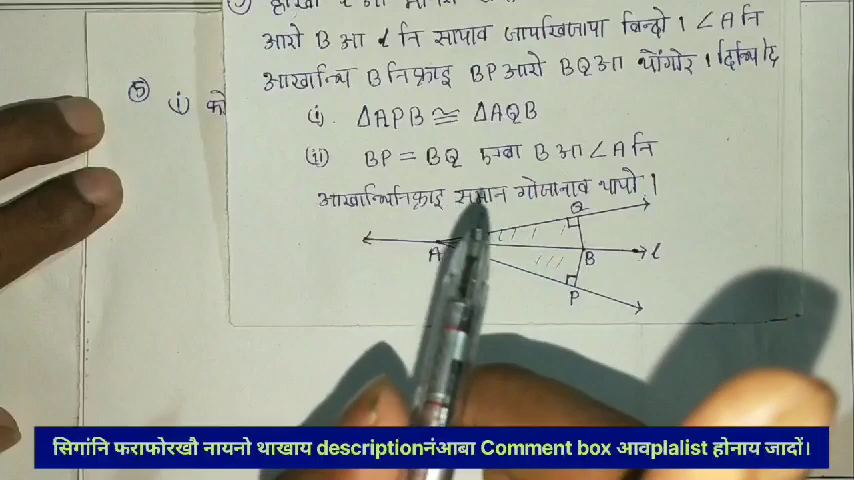 आरो B आ l नि सापाव जायखिजाया बिन्दो । ∠A नि
आखान्थि B निफ्राइ BP आरो BQ आ थोंगोर । दिन्थि दि
(i). ΔAPB ≅ ΔAQB
(ii) BP = BQ एबा B आ ∠A नि
आखान्थिनिफ्राइ समान गोजानाव थायो ।
⑤ (i)
Q
A B l
P
सिगांनि फराफोरखौ नायनो थाखाय descriptionनंआबा Comment box आवplalist होनाय जादों।